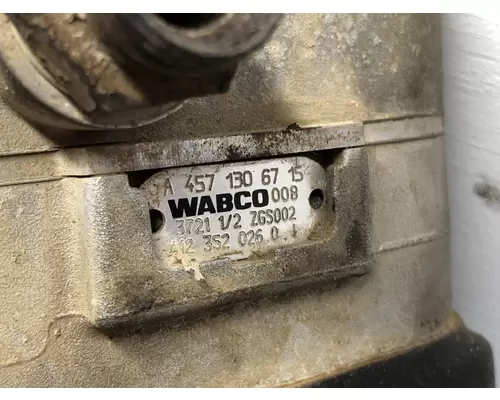 A 457 130 67 15
WABCO 008
3721 1/2 ZGS002
412 352 026 0